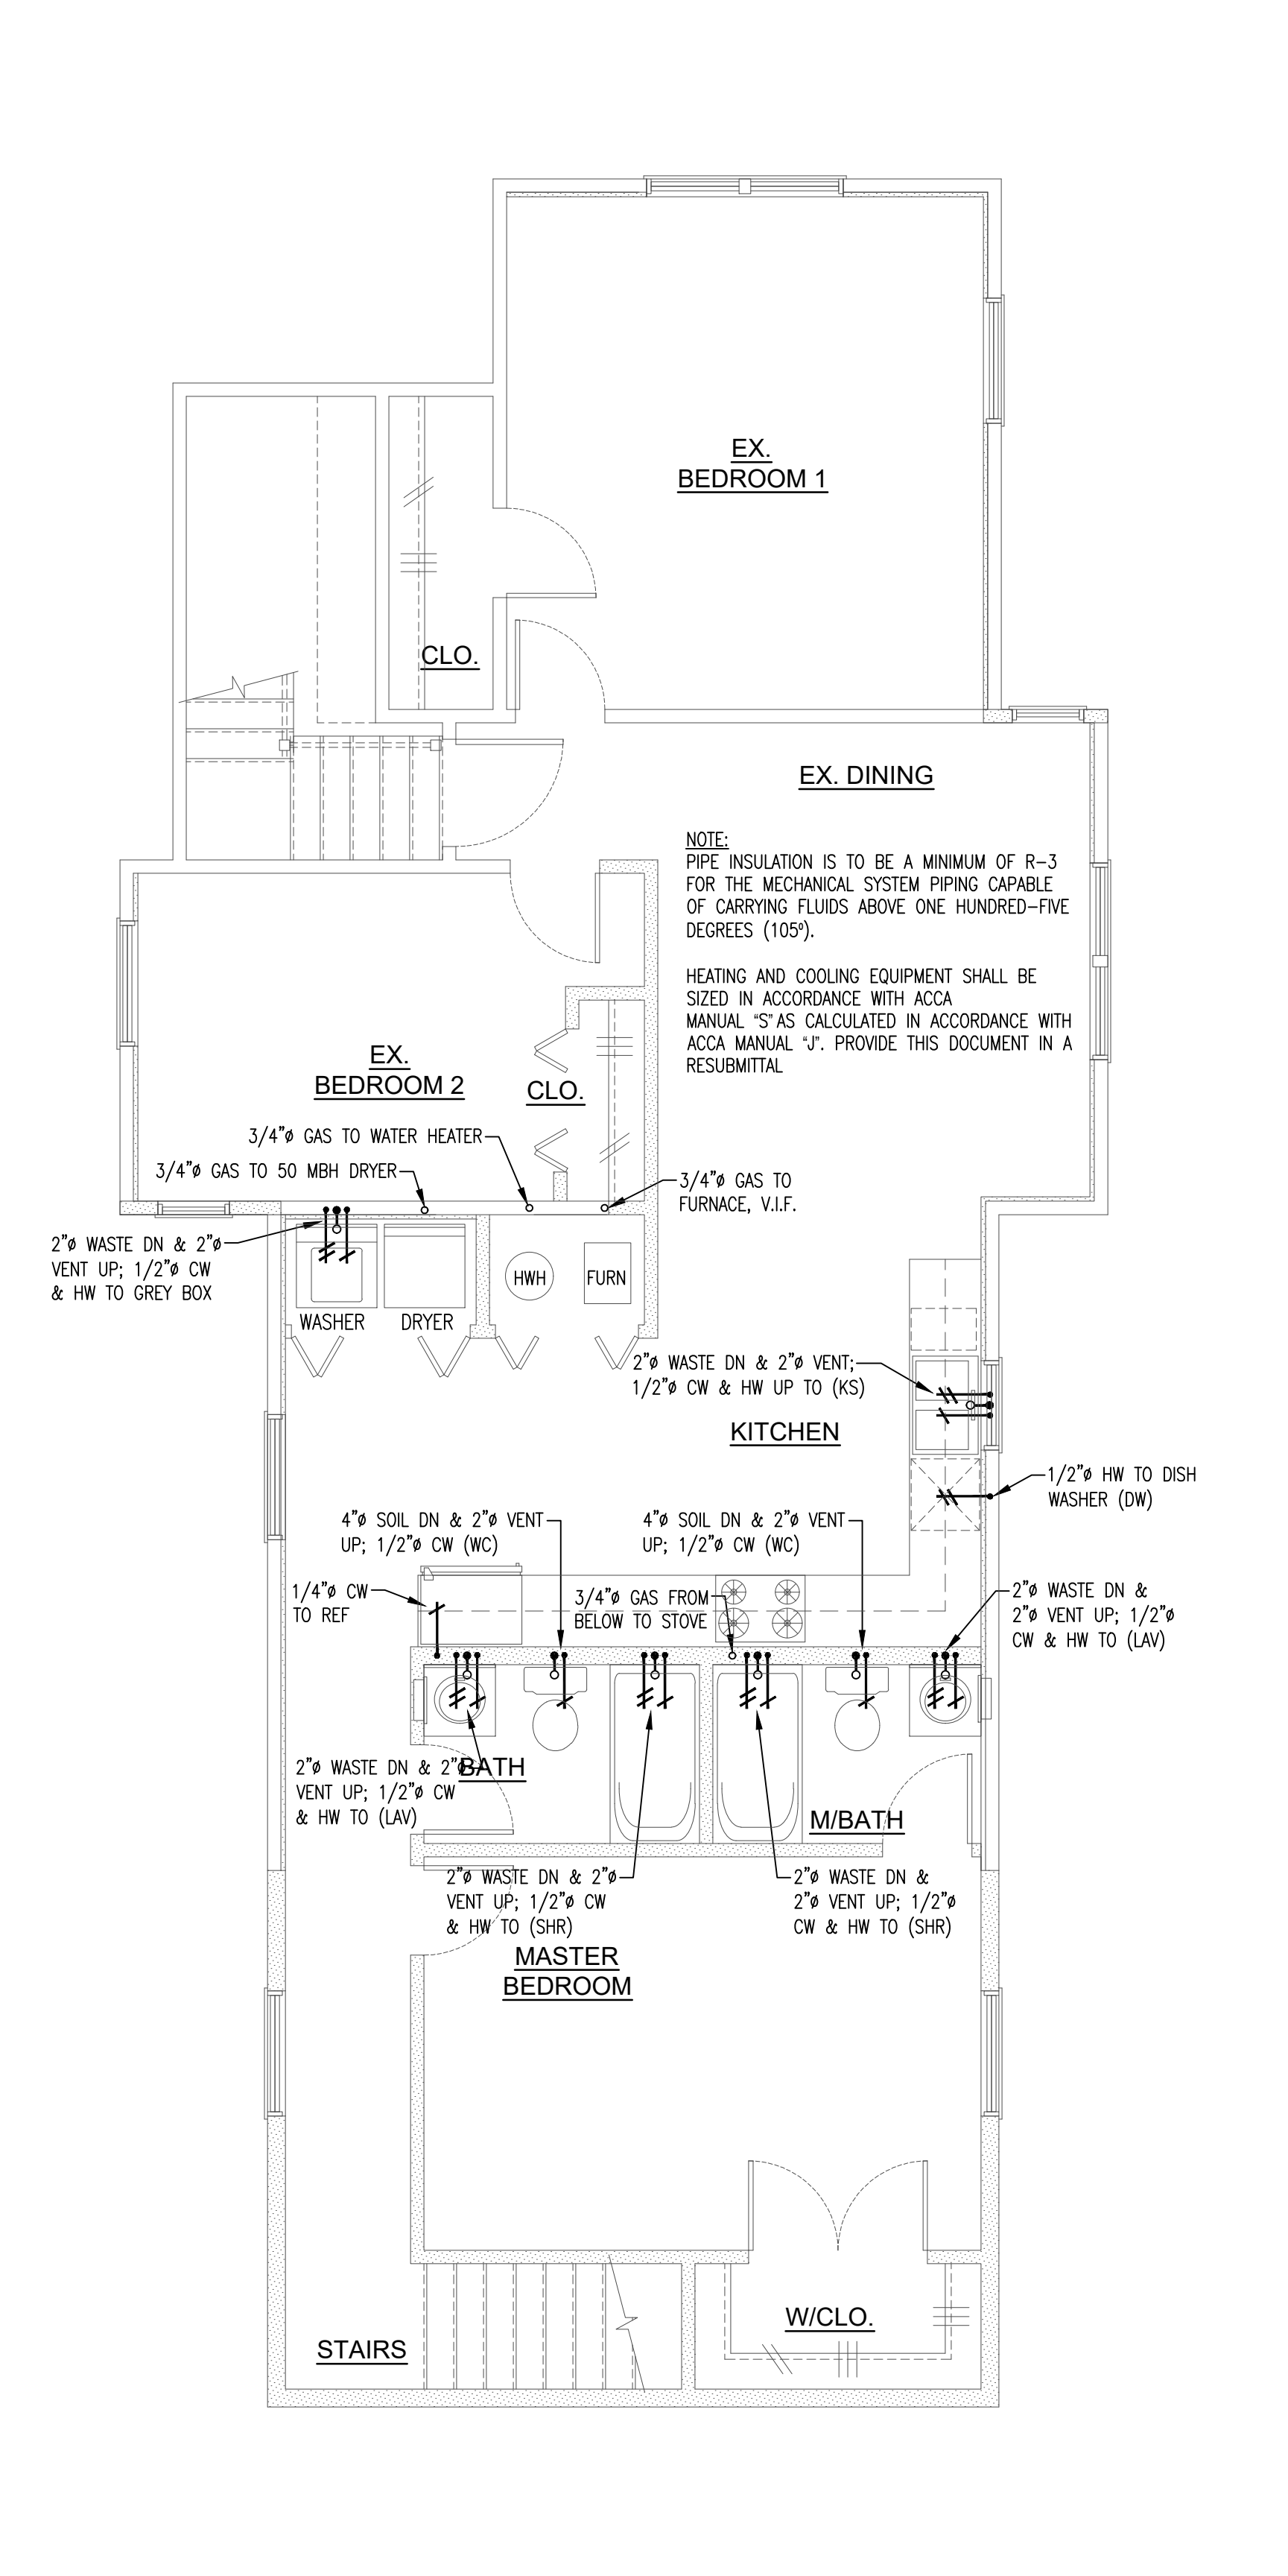 EX.
BEDROOM 1
CLO.
EX. DINING
NOTE:
PIPE INSULATION IS TO BE A MINIMUM OF R-3
FOR THE MECHANICAL SYSTEM PIPING CAPABLE
OF CARRYING FLUIDS ABOVE ONE HUNDRED-FIVE
DEGREES (105⁰).
HEATING AND COOLING EQUIPMENT SHALL BE
SIZED IN ACCORDANCE WITH ACCA
MANUAL "S" AS CALCULATED IN ACCORDANCE WITH
ACCA MANUAL "J". PROVIDE THIS DOCUMENT IN A
RESUBMITTAL
EX.
BEDROOM 2
CLO.
3/4"ø GAS TO WATER HEATER
3/4"ø GAS TO 50 MBH DRYER
3/4"ø GAS TO
FURNACE, V.I.F.
2"ø WASTE DN & 2"ø
VENT UP; 1/2"ø CW
& HW TO GREY BOX
HWH
FURN
WASHER
DRYER
2"ø WASTE DN & 2"ø VENT;
1/2"ø CW & HW UP TO (KS)
KITCHEN
1/2"ø HW TO DISH
WASHER (DW)
4"ø SOIL DN & 2"ø VENT
UP; 1/2"ø CW (WC)
4"ø SOIL DN & 2"ø VENT
UP; 1/2"ø CW (WC)
1/4"ø CW
TO REF
3/4"ø GAS FROM
BELOW TO STOVE
2"ø WASTE DN &
2"ø VENT UP; 1/2"ø
CW & HW TO (LAV)
2"ø WASTE DN & 2"ø
VENT UP; 1/2"ø CW
& HW TO (LAV)
BATH
M/BATH
2"ø WASTE DN & 2"ø
VENT UP; 1/2"ø CW
& HW TO (SHR)
2"ø WASTE DN &
2"ø VENT UP; 1/2"ø
CW & HW TO (SHR)
MASTER
BEDROOM
W/CLO.
STAIRS